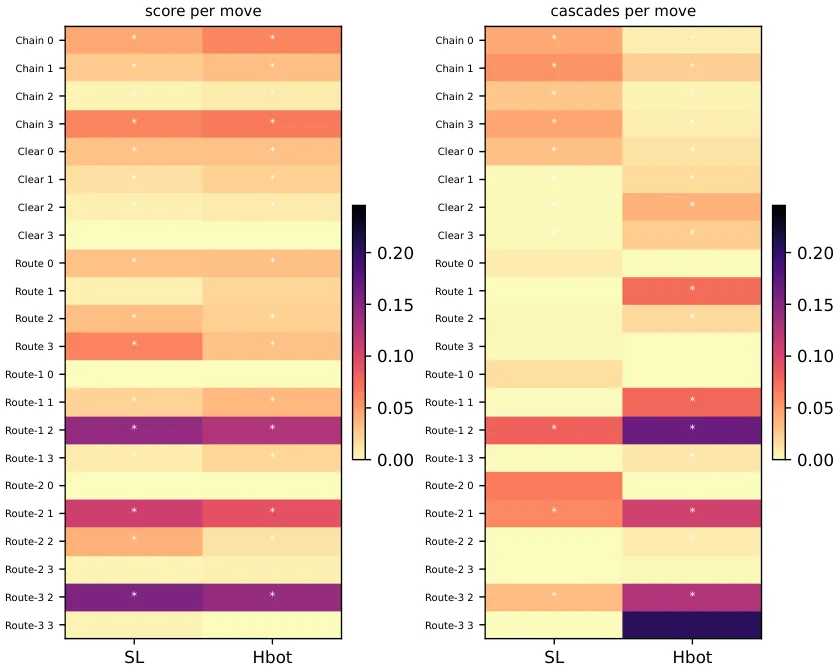 score per move
Chain 0
Chain 1
Chain 2
Chain 3
Clear 0
Clear 1
Clear 2
Clear 3
Route 0
Route 1
Route 2
Route 3
Route-1 0
Route-1 1
Route-1 2
Route-1 3
Route-2 0
Route-2 1
Route-2 2
Route-2 3
Route-3 2
Route-3 3
SL Hbot
0.20
0.15
0.10
0.05
0.00
cascades per move
Chain 0
Chain 1
Chain 2
Chain 3
Clear 0
Clear 1
Clear 2
Clear 3
Route 0
Route 1
Route 2
Route 3
Route-1 0
Route-1 1
Route-1 2
Route-1 3
Route-2 0
Route-2 1
Route-2 2
Route-2 3
Route-3 2
Route-3 3
SL Hbot
0.20
0.15
0.10
0.05
0.00